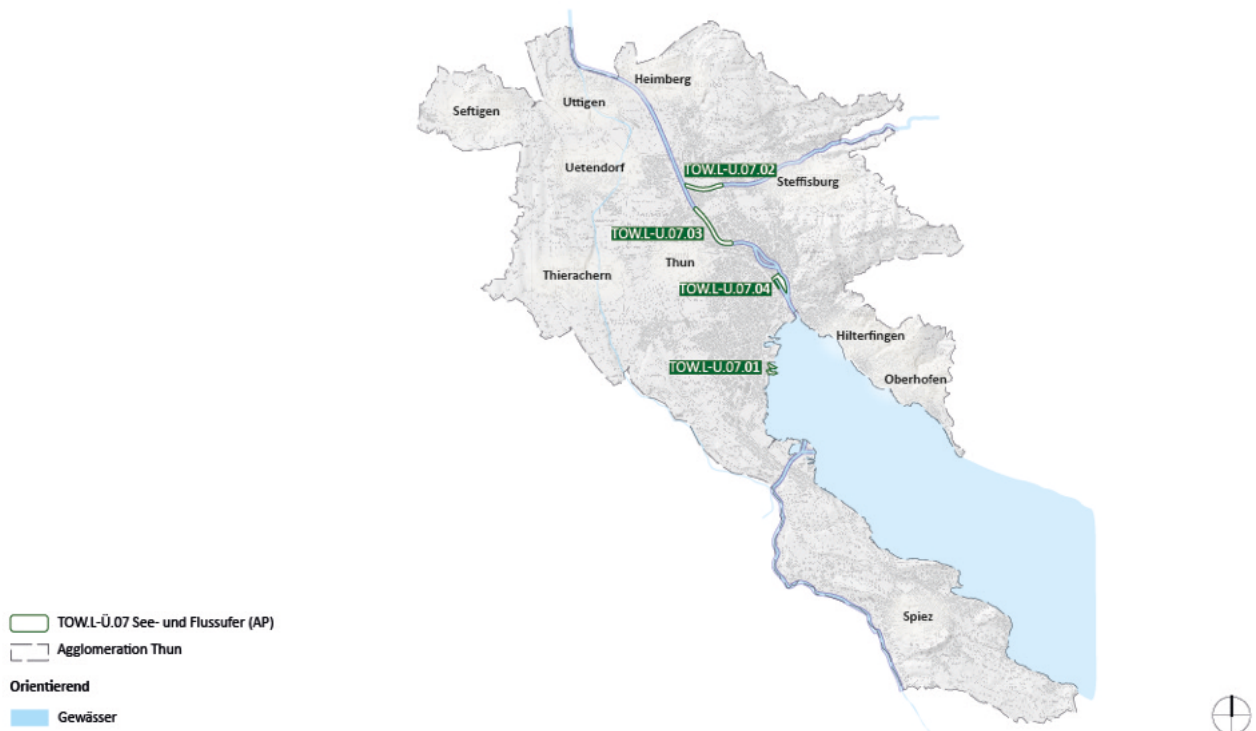 Heimberg
Seftigen
Uttigen
Uetendorf
TOW.L-U.07.02
Steffisburg
TOW.L-U.07.03
Thun
Thierachern
TOW.L-U.07.04
Hilterfingen
TOW.L-U.07.01
Oberhofen
Spiez
TOW.L-Ü.07 See- und Flussufer (AP)
Agglomeration Thun
Orientierend
Gewässer